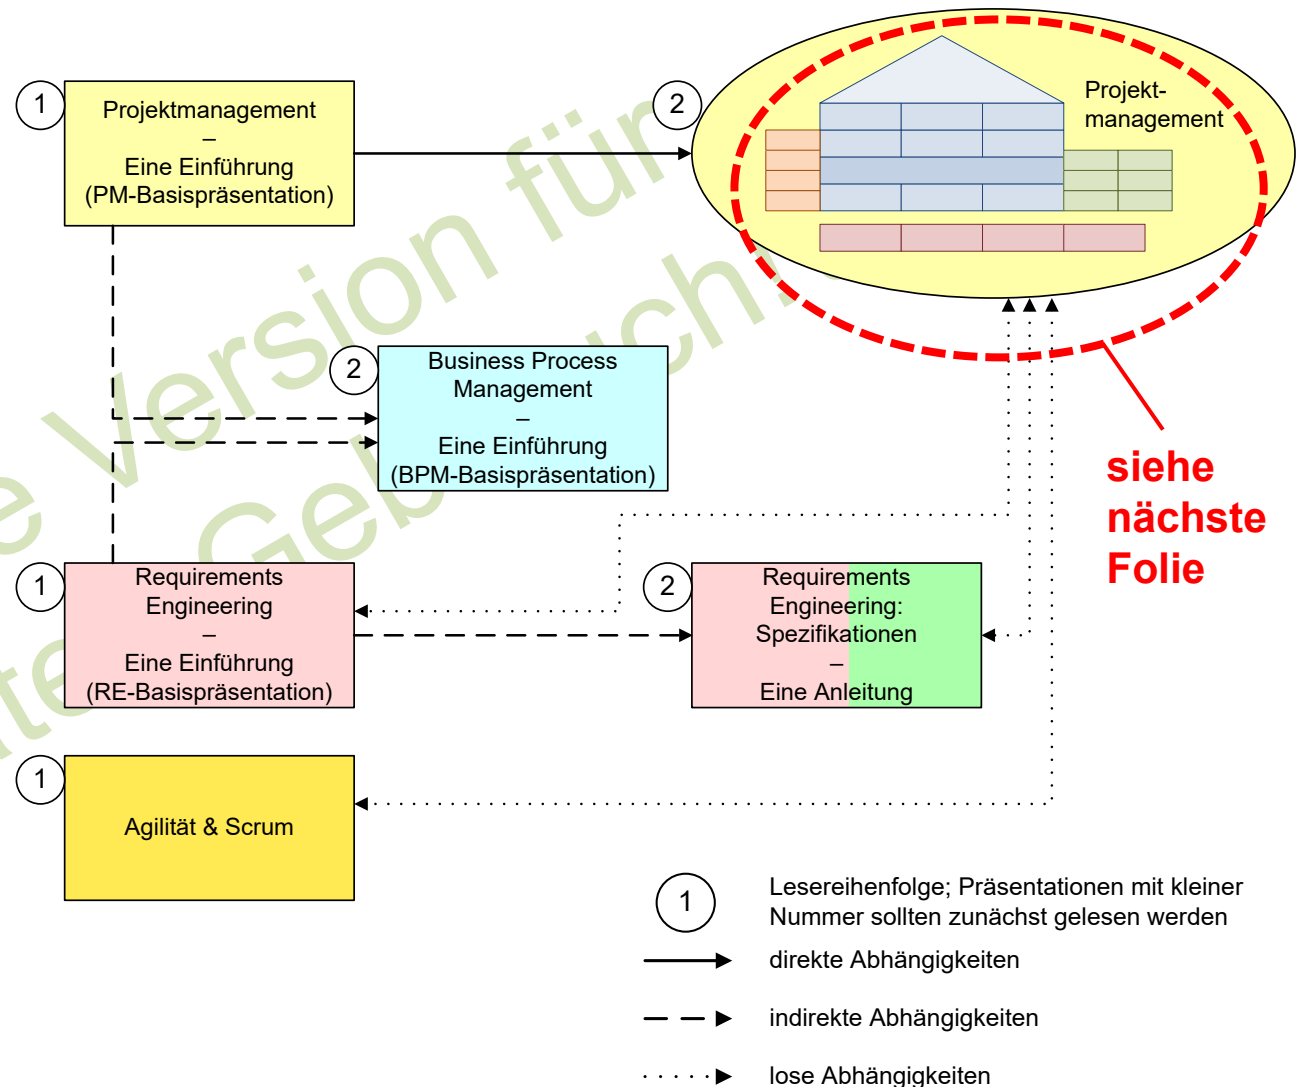 1
Projektmanagement
–
Eine Einführung
(PM-Basispräsentation)
2
Projekt-
management
2
Business Process
Management
–
Eine Einführung
(BPM-Basispräsentation)
siehe
nächste
Folie
1
Requirements
Engineering
–
Eine Einführung
(RE-Basispräsentation)
2
Requirements
Engineering:
Spezifikationen
–
Eine Anleitung
1
Agilität & Scrum
1
Lesereihenfolge; Präsentationen mit kleiner
Nummer sollten zunächst gelesen werden
direkte Abhängigkeiten
indirekte Abhängigkeiten
lose Abhängigkeiten
Version für